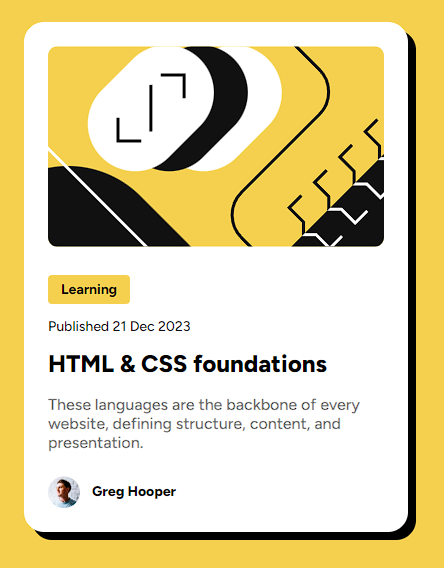 Learning
Published 21 Dec 2023
HTML & CSS foundations
These languages are the backbone of every
website, defining structure, content, and
presentation.
Greg Hooper